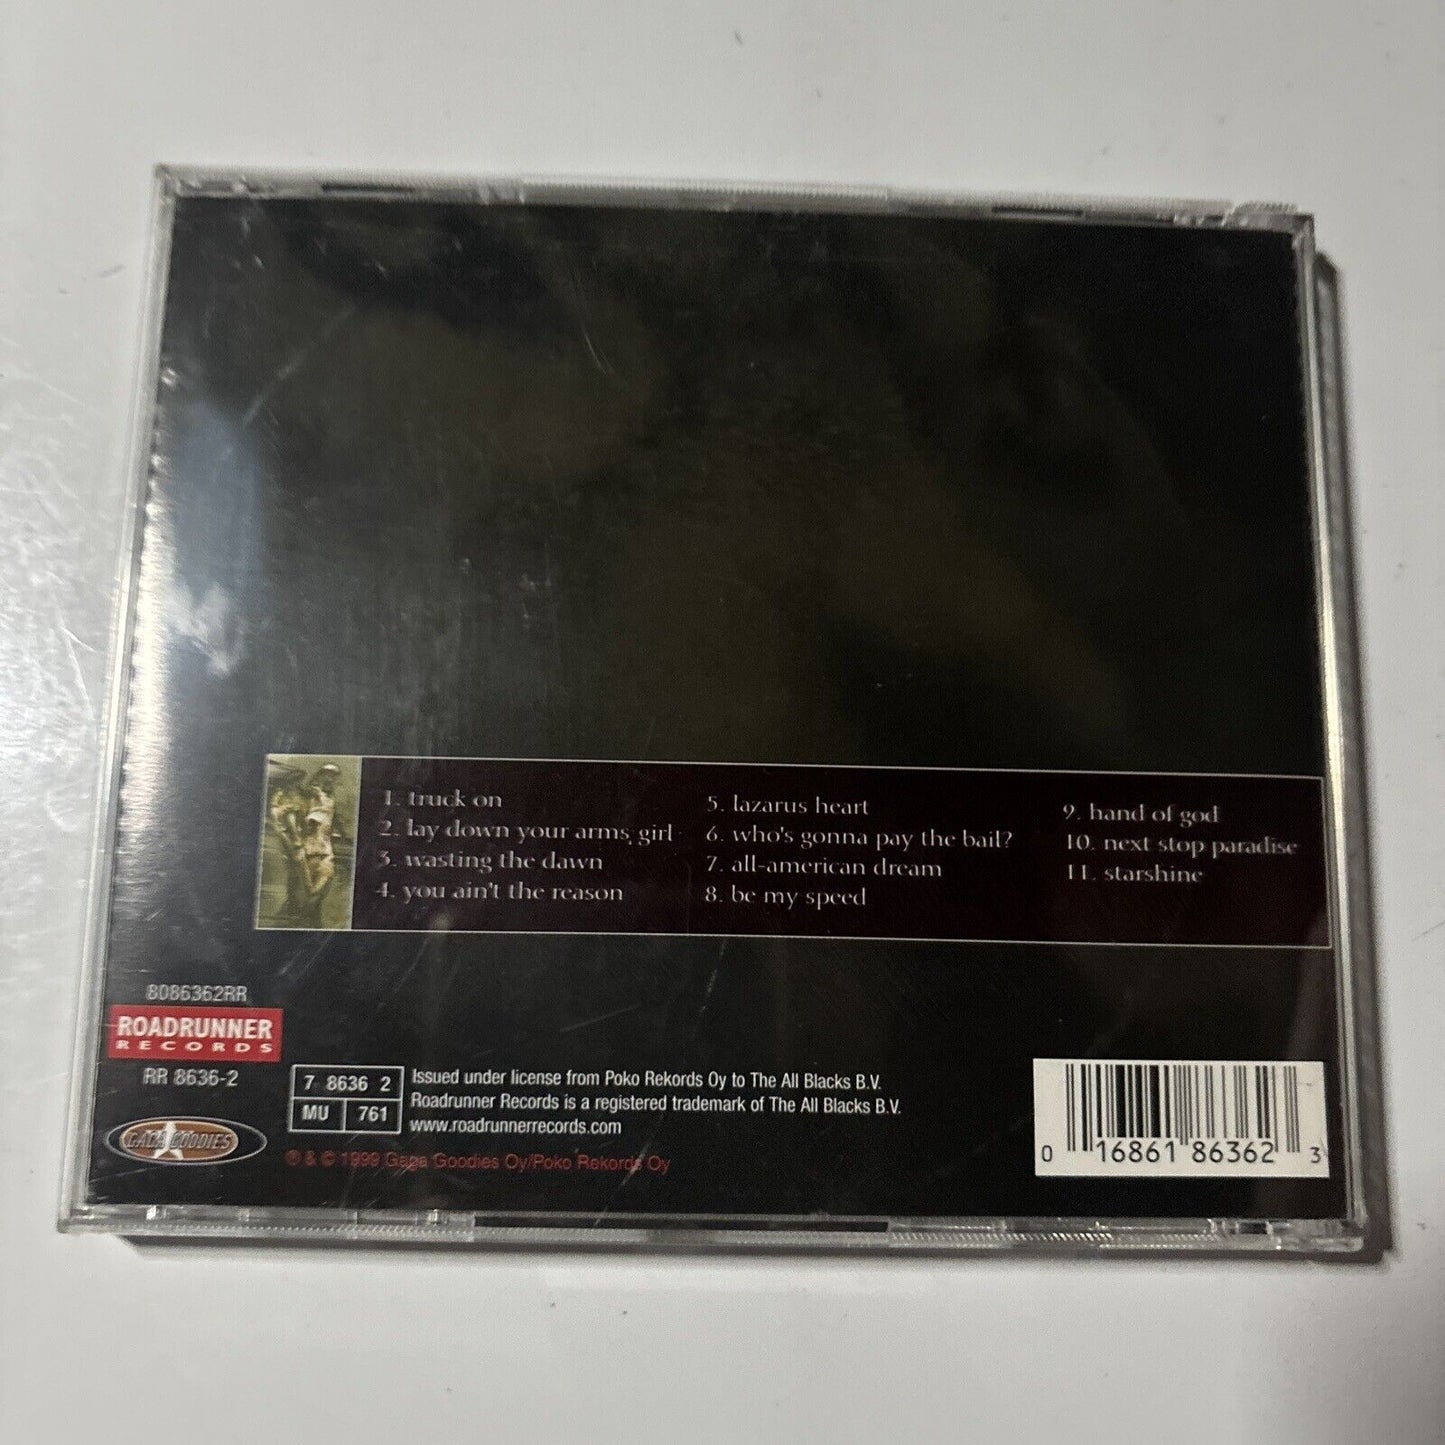 1. truck on
2. lay down your arms, girl
3. wasting the dawn
4. you ain't the reason
5. lazarus heart
6. who's gonna pay the bail?
7. all-american dream
8. be my speed
9. hand of god
10. next stop paradise
11. starshine
8086362RR
ROADRUNNER
RECORDS
RR 8636-2
GAGA GOODIES
7 8636 2
MU 761
Issued under license from Poko Rekords Oy to The All Blacks B.V.
Roadrunner Records is a registered trademark of The All Blacks B.V.
www.roadrunnerrecords.com
℗ & © 1999 Gaga Goodies Oy/Poko Rekords Oy
0 16861 86362 3